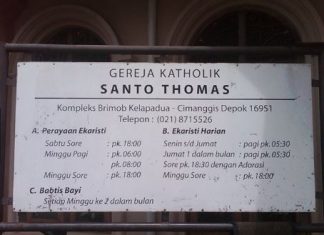 GEREJA KATHOLIK
SANTO THOMAS
Kompleks Brimob Kelapadua - Cimanggis Depok 16951
Telepon : (021) 8715526
A. Perayaan Ekaristi
Sabtu Sore : pk. 18:00
Minggu Pagi : pk. 06:00
pk. 08:00
Minggu Sore : pk. 18:00
B. Ekaristi Harian
Senin s/d Jumat : pagi pk. 05:30
Jumat 1 dalam bulan : pagi pk. 05:30
Sore pk. 18:30 dengan Adorasi
Minggu Sore : pk. 18:00
C. Babtis Bayi
Setiap Minggu ke 2 dalam bulan